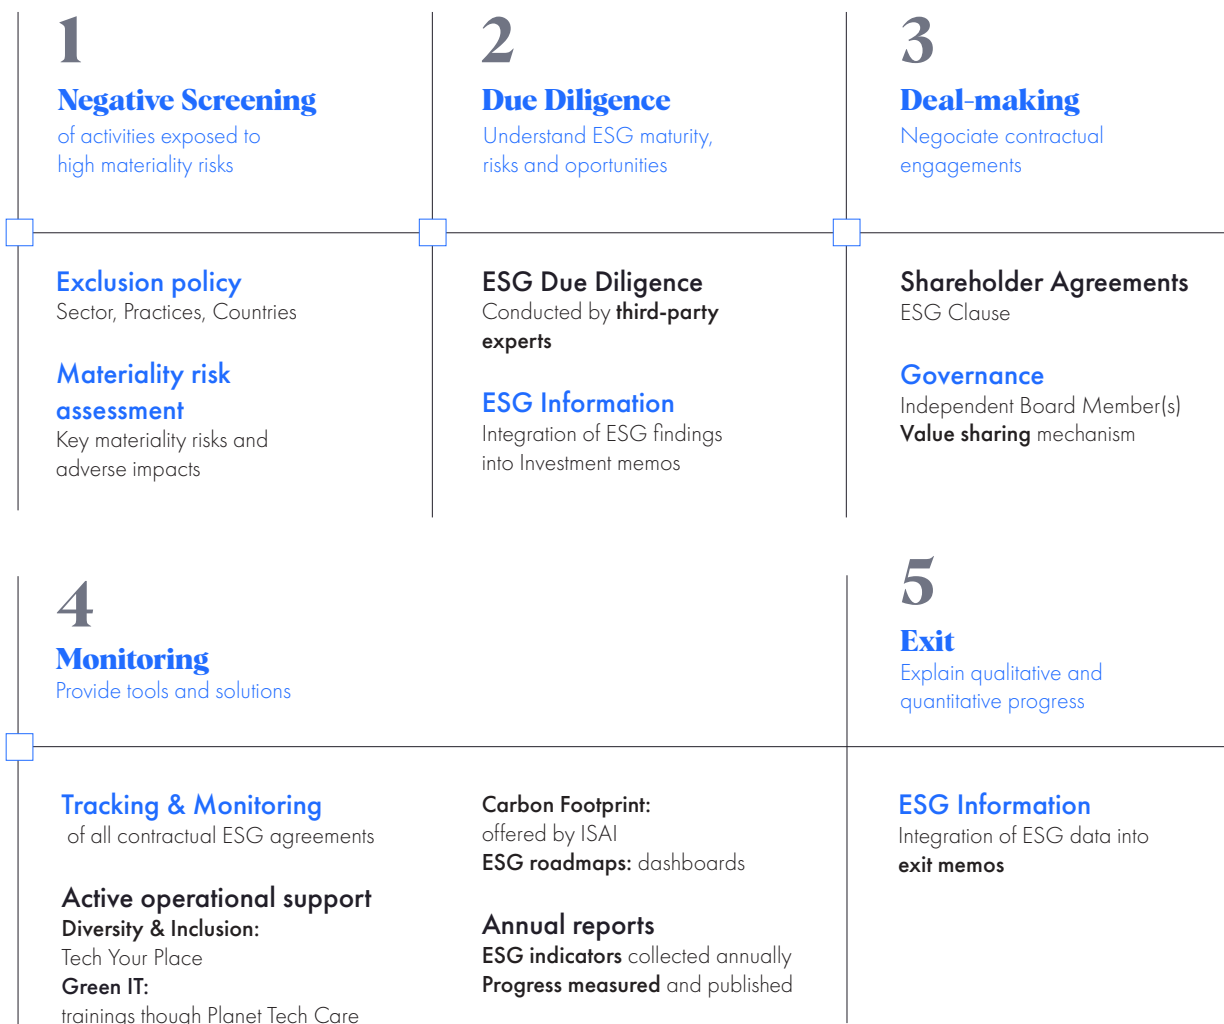 1
Negative Screening
of activities exposed to
high materiality risks
Exclusion policy
Sector, Practices, Countries
Materiality risk
assessment
Key materiality risks and
adverse impacts
2
Due Diligence
Understand ESG maturity,
risks and oportunities
ESG Due Diligence
Conducted by third-party
experts
ESG Information
Integration of ESG findings
into Investment memos
3
Deal-making
Negociate contractual
engagements
Shareholder Agreements
ESG Clause
Governance
Independent Board Member(s)
Value sharing mechanism
4
Monitoring
Provide tools and solutions
Tracking & Monitoring
of all contractual ESG agreements
Active operational support
Diversity & Inclusion:
Tech Your Place
Green IT:
trainings though Planet Tech Care
Carbon Footprint:
offered by ISAI
ESG roadmaps: dashboards
Annual reports
ESG indicators collected annually
Progress measured and published
5
Exit
Explain qualitative and
quantitative progress
ESG Information
Integration of ESG data into
exit memos